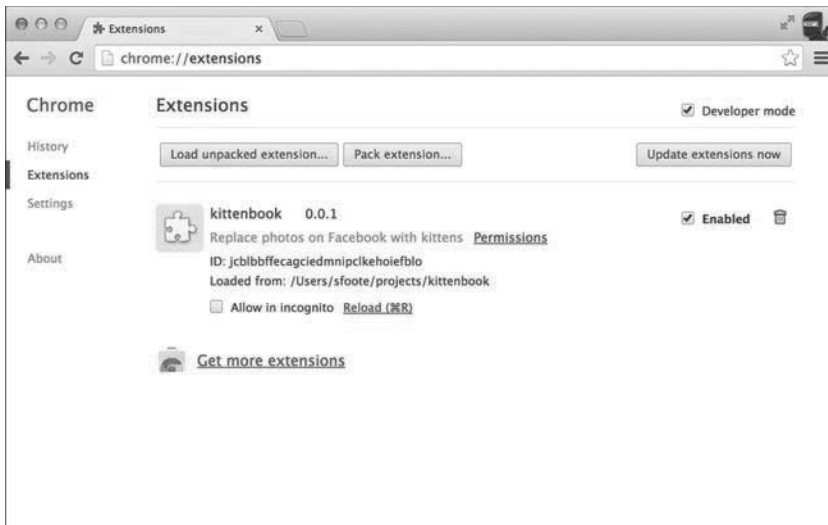 Extensions
chrome://extensions
Chrome
Extensions
Developer mode
History
Extensions
Settings
About
Load unpacked extension... Pack extension... Update extensions now
kittenbook 0.0.1
Enabled
Replace photos on Facebook with kittens Permissions
ID: jcblbbffecagciedmnipclkehoiefblo
Loaded from: /Users/sfoote/projects/kittenbook
Allow in incognito Reload (⌘R)
Get more extensions